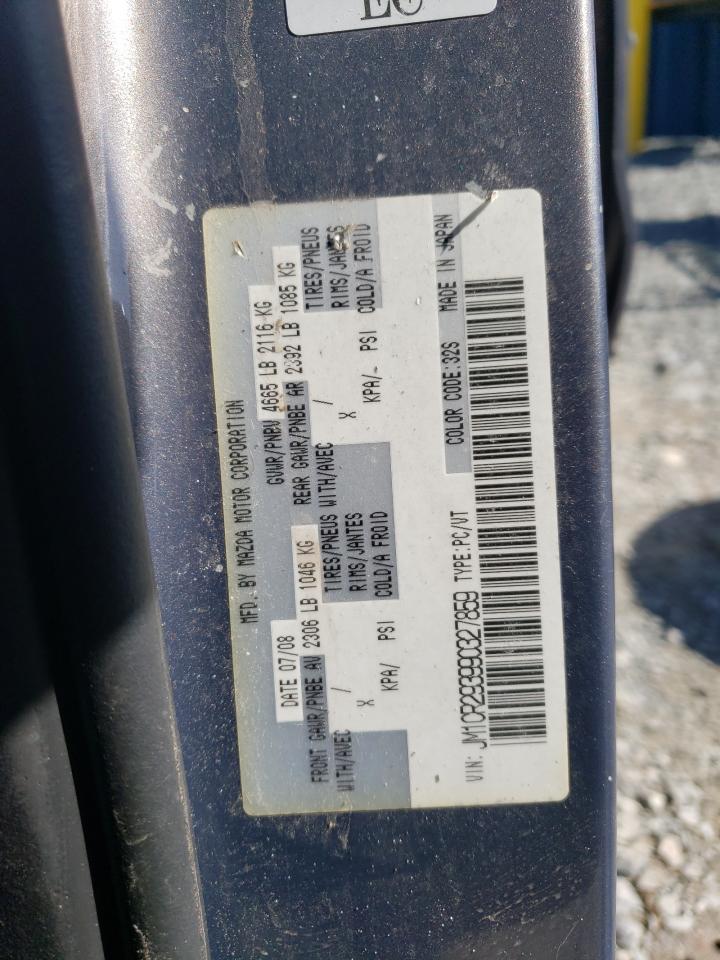 MFD. BY MAZDA MOTOR CORPORATION
DATE 07/08 GVWR/PNBV 4665 LB 2116 KG
FRONT GAWR/PNBE AV 2306 LB 1046 KG REAR GAWR/PNBE AR 2392 LB 1085 KG
WITH/AVEC / TIRES/PNEUS WITH/AVEC / TIRES/PNEUS
X RIMS/JANTES X RIMS/JANTES
KPA/ PSI COLD/A FROID KPA/- PSI COLD/A FROID
COLOR CODE:32S MADE IN JAPAN
VIN: JM1CR293990327859 TYPE:PC/VT